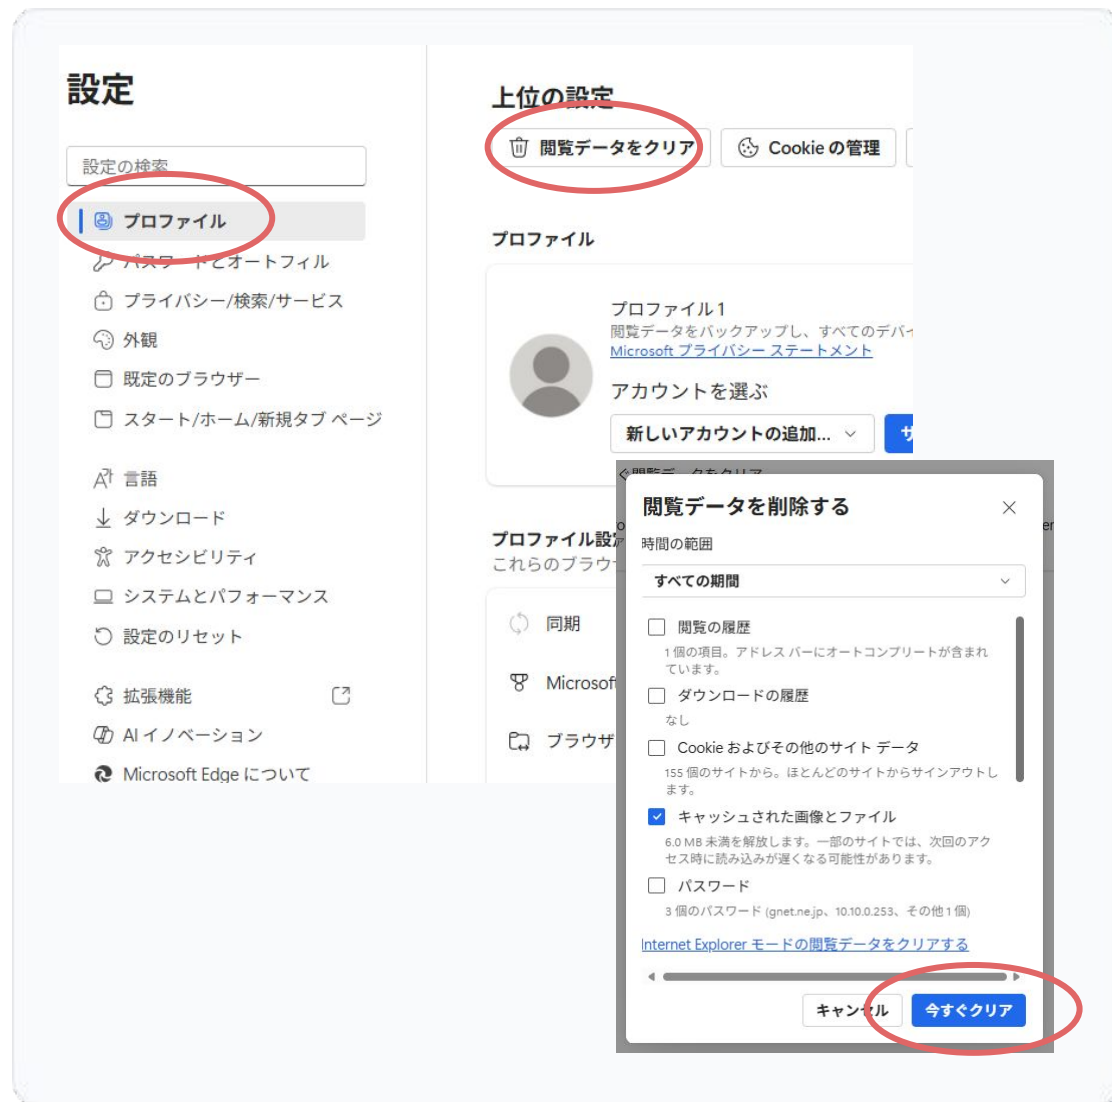 設定
設定の検索
プロファイル
パスワードとオートフィル
プライバシー/検索/サービス
外観
既定のブラウザー
スタート/ホーム/新規タブ ページ
言語
ダウンロード
アクセシビリティ
システムとパフォーマンス
設定のリセット
拡張機能
AI イノベーション
Microsoft Edge について
上位の設定
閲覧データをクリア
Cookie の管理
プロファイル
プロファイル 1
閲覧データをバックアップし、すべてのデバイ
Microsoft プライバシー ステートメント
アカウントを選ぶ
新しいアカウントの追加...
サ
プロファイル設定
これらのブラウ
同期
Microsoft
ブラウザ
閲覧データをクリア
閲覧データを削除する
時間の範囲
すべての期間
閲覧の履歴
1 個の項目。アドレス バーにオートコンプリートが含まれ
ています。
ダウンロードの履歴
なし
Cookie およびその他のサイト データ
155 個のサイトから。ほとんどのサイトからサインアウトし
ます。
キャッシュされた画像とファイル
6.0 MB 未満を解放します。一部のサイトでは、次回のアク
セス時に読み込みが遅くなる可能性があります。
パスワード
3 個のパスワード (gnet.ne.jp、10.10.0.253、その他 1 個)
Internet Explorer モードの閲覧データをクリアする
キャンセル
今すぐクリア